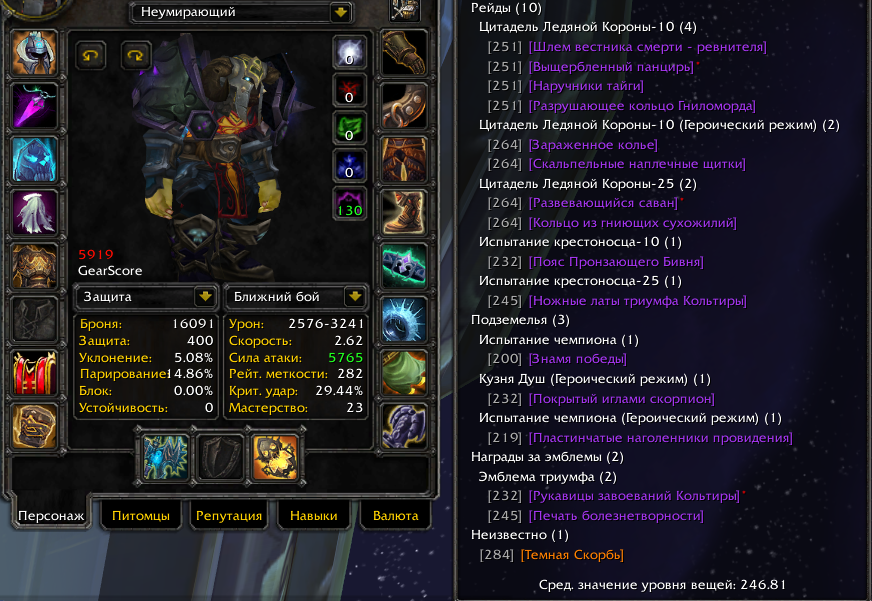 Неумирающий
0
0
0
0
130
5919
GearScore
Защита
Ближний бой
Броня: 16091
Защита: 400
Уклонение: 5.08%
Парирование: 14.86%
Блок: 0.00%
Устойчивость: 0
Урон: 2576-3241
Скорость: 2.62
Сила атаки: 5765
Рейт. меткости: 282
Крит. удар: 29.44%
Мастерство: 23
Персонаж
Питомцы
Репутация
Навыки
Валюта
Рейды (10)
Цитадель Ледяной Короны-10 (4)
[251] [Шлем вестника смерти - ревнителя]
[251] [Выщербленный панцирь]*
[251] [Наручники тайги]
[251] [Разрушающее кольцо Гниломорда]
Цитадель Ледяной Короны-10 (Героический режим) (2)
[264] [Зараженное колье]
[264] [Скальпельные наплечные щитки]
Цитадель Ледяной Короны-25 (2)
[264] [Развевающийся саван]*
[264] [Кольцо из гниющих сухожилий]
Испытание крестоносца-10 (1)
[232] [Пояс Пронзающего Бивня]
Испытание крестоносца-25 (1)
[245] [Ножные латы триумфа Кольтиры]
Подземелья (3)
Испытание чемпиона (1)
[200] [Знамя победы]
Кузня Душ (Героический режим) (1)
[232] [Покрытый иглами скорпион]
Испытание чемпиона (Героический режим) (1)
[219] [Пластинчатые наголенники провидения]
Награды за эмблемы (2)
Эмблема триумфа (2)
[232] [Рукавицы завоеваний Кольтиры]*
[245] [Печать болезнетворности]
Неизвестно (1)
[284] [Темная Скорбь]
Сред. значение уровня вещей: 246.81